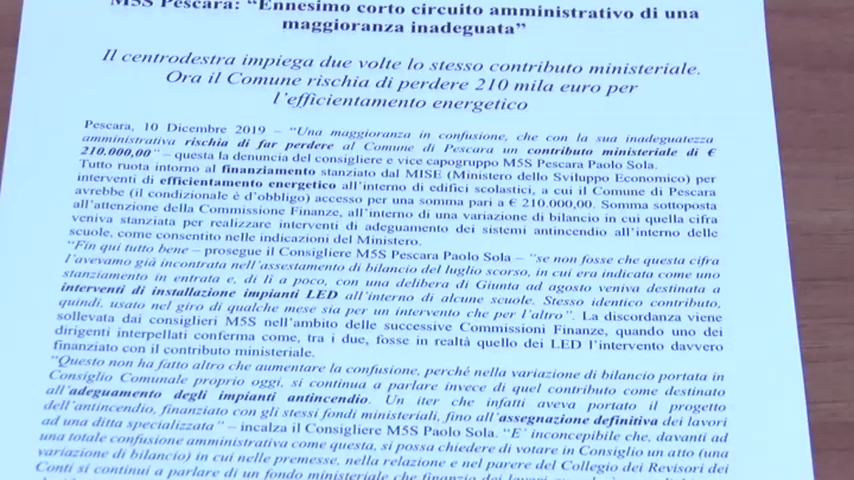 M5S Pescara: "Ennesimo corto circuito amministrativo di una
maggioranza inadeguata"
Il centrodestra impiega due volte lo stesso contributo ministeriale.
Ora il Comune rischia di perdere 210 mila euro per
l'efficientamento energetico
Pescara, 10 Dicembre 2019 – "Una maggioranza in confusione, che con la sua inadeguatezza
amministrativa rischia di far perdere al Comune di Pescara un contributo ministeriale di €
210.000,00" – questa la denuncia del consigliere e vice capogruppo M5S Pescara Paolo Sola.
Tutto ruota intorno al finanziamento stanziato dal MISE (Ministero dello Sviluppo Economico) per
interventi di efficientamento energetico all'interno di edifici scolastici, a cui il Comune di Pescara
avrebbe (il condizionale è d'obbligo) accesso per una somma pari a € 210.000,00. Somma sottoposta
all'attenzione della Commissione Finanze, all'interno di una variazione di bilancio in cui quella cifra
veniva stanziata per realizzare interventi di adeguamento dei sistemi antincendio all'interno delle
scuole, come consentito nelle indicazioni del Ministero.
"Fin qui tutto bene – prosegue il Consigliere M5S Pescara Paolo Sola – "se non fosse che questa cifra
l'avevamo già incontrata nell'assestamento di bilancio del luglio scorso, in cui era indicata come uno
stanziamento in entrata e, di lì a poco, con una delibera di Giunta ad agosto veniva destinata a
interventi di installazione impianti LED all'interno di alcune scuole. Stesso identico contributo,
quindi, usato nel giro di qualche mese sia per un intervento che per l'altro". La discordanza viene
sollevata dai consiglieri M5S nell'ambito delle successive Commissioni Finanze, quando uno dei
dirigenti interpellati conferma come, tra i due, fosse in realtà quello dei LED l'intervento davvero
finanziato con il contributo ministeriale.
"Questo non ha fatto altro che aumentare la confusione, perché nella variazione di bilancio portata in
Consiglio Comunale proprio oggi, si continua a parlare invece di quel contributo come destinato
all'adeguamento degli impianti antincendio. Un iter che infatti aveva portato il progetto
dell'antincendio, finanziato con gli stessi fondi ministeriali, fino all'assegnazione definitiva dei lavori
ad una ditta specializzata" – incalza il Consigliere M5S Paolo Sola. "E' inconcepibile che, davanti ad
una totale confusione amministrativa come questa, si possa chiedere di votare in Consiglio un atto (una
variazione di bilancio) in cui nelle premesse, nella relazione e nel parere del Collegio dei Revisori dei
Conti si continui a parlare di un fondo ministeriale che finanzia dei lavori